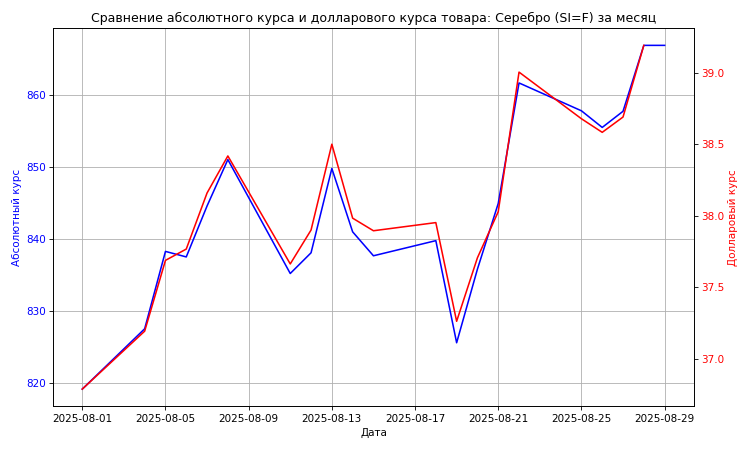 Сравнение абсолютного курса и долларового курса товара: Серебро (SI=F) за месяц
Абсолютный курс
860
850
840
830
820
39.0
38.5
38.0
37.5
37.0
Долларовый курс
2025-08-01 2025-08-05 2025-08-09 2025-08-13 2025-08-17 2025-08-21 2025-08-25 2025-08-29
Дата